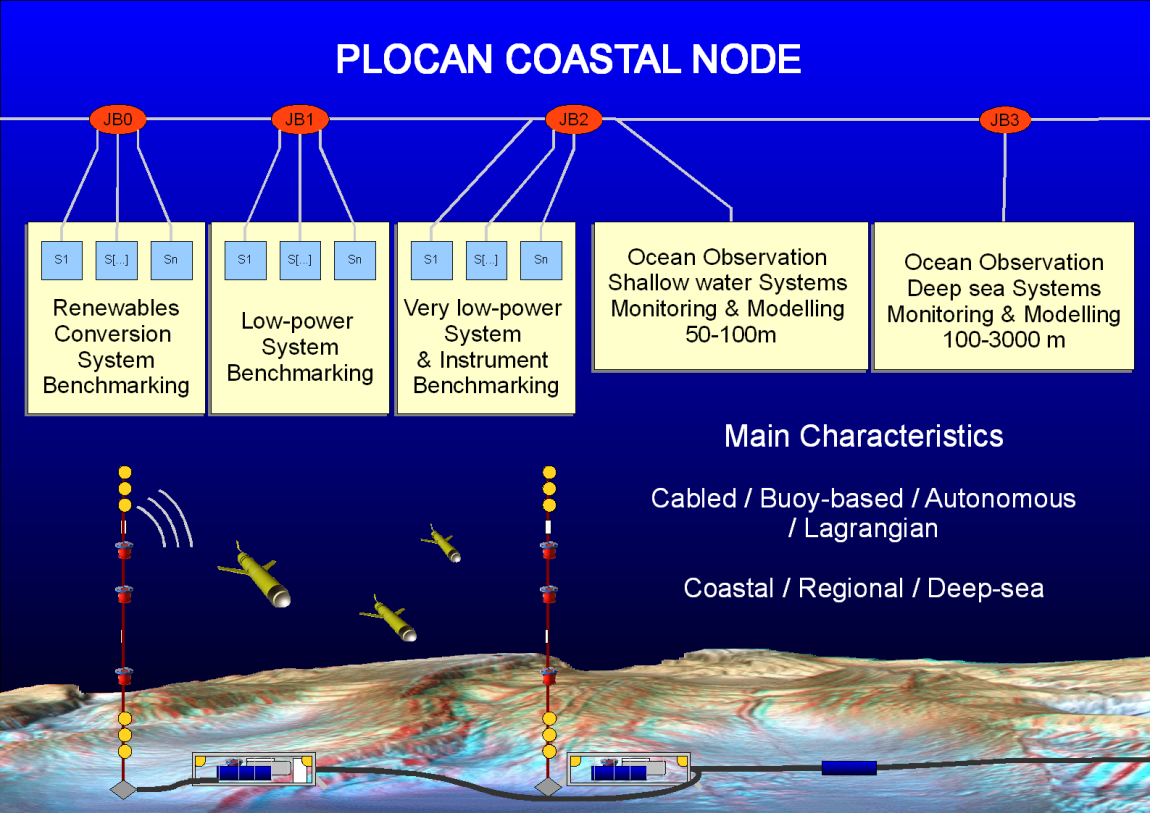 PLOCAN COASTAL NODE
JB0
JB1
JB2
JB3
S1
S[...]
Sn
Renewables
Conversion
System
Benchmarking
S1
S[...]
Sn
Low-power
System
Benchmarking
S1
S[...]
Sn
Very low-power
System
& Instrument
Benchmarking
Ocean Observation
Shallow water Systems
Monitoring & Modelling
50-100m
Ocean Observation
Deep sea Systems
Monitoring & Modelling
100-3000 m
Main Characteristics
Cabled / Buoy-based / Autonomous
/ Lagrangian
Coastal / Regional / Deep-sea